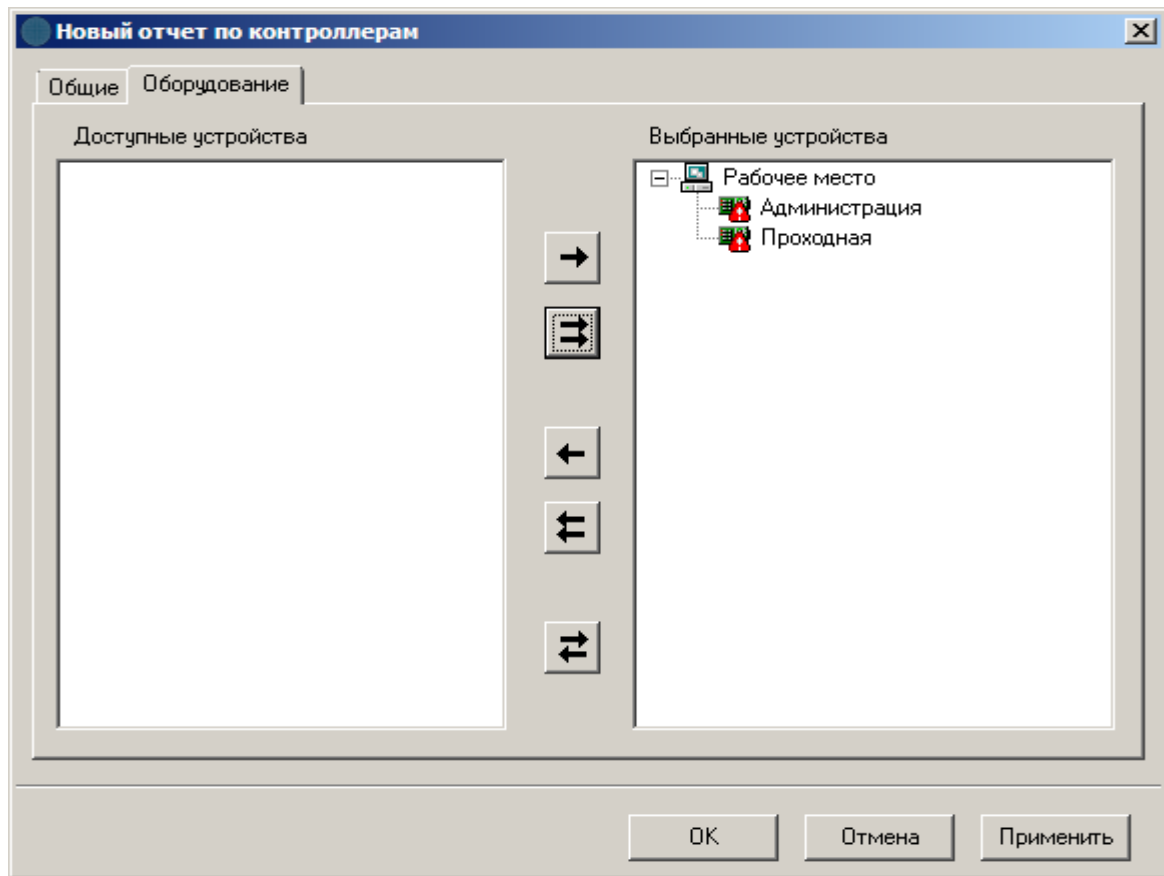 Новый отчет по контроллерам
Общие
Оборудование
Доступные устройства
Выбранные устройства
Рабочее место
Администрация
Проходная
OK
Отмена
Применить